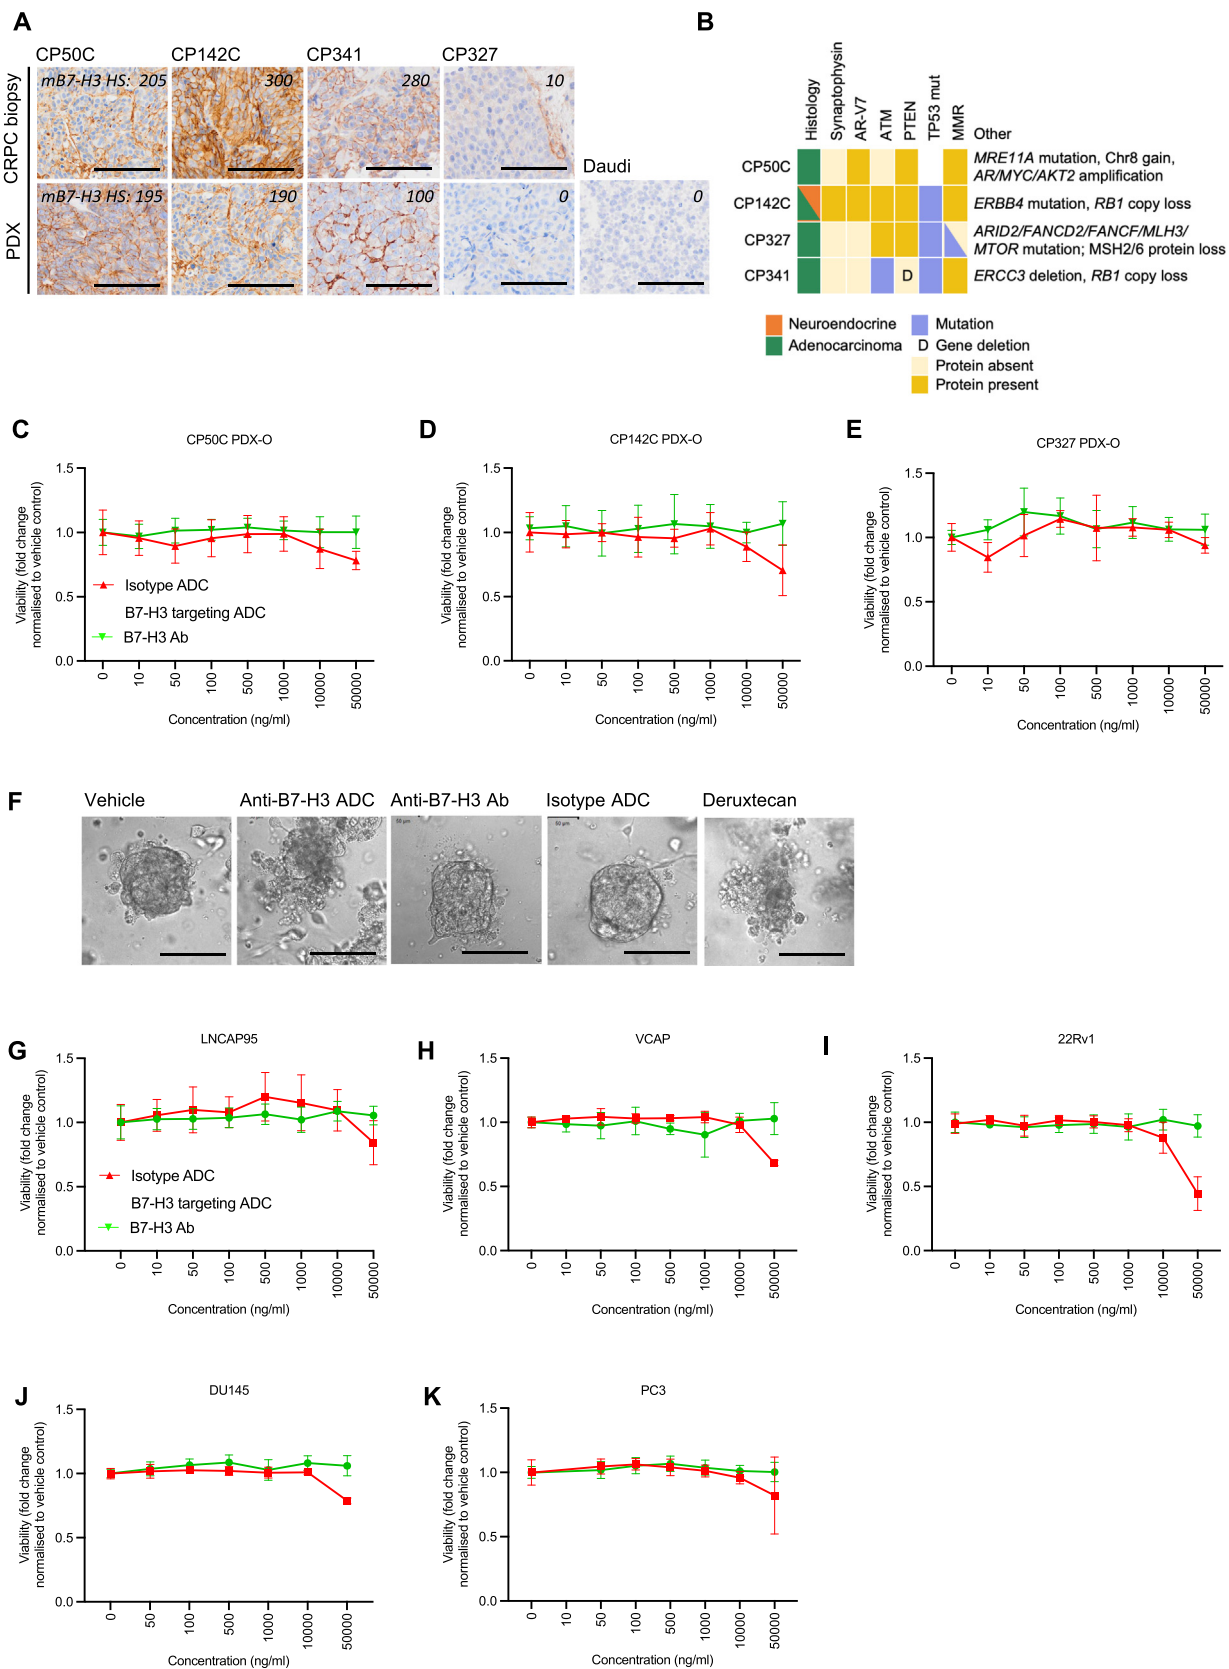 A
CP50C CP142C CP341 CP327
CRPC biopsy
mB7-H3 HS: 205 300 280 10
Daudi
PDX
mB7-H3 HS: 195 190 100 0 0
B
Histology
Synaptophysin
AR-V7
ATM
PTEN
TP53 mut
MMR
Other
CP50C MRE11A mutation, Chr8 gain,
AR/MYC/AKT2 amplification
CP142C ERBB4 mutation, RB1 copy loss
CP327 ARID2/FANCD2/FANCF/MLH3/
MTOR mutation; MSH2/6 protein loss
CP341 D ERCC3 deletion, RB1 copy loss
Neuroendocrine
Adenocarcinoma
Mutation
D Gene deletion
Protein absent
Protein present
C
CP50C PDX-O
Viability (fold change
normalised to vehicle control)
1.5
1.0
0.5
0.0
Isotype ADC
B7-H3 targeting ADC
B7-H3 Ab
0 10 50 100 500 1000 10000 50000
Concentration (ng/ml)
D
CP142C PDX-O
Viability (fold change
normalised to vehicle control)
1.5
1.0
0.5
0.0
0 10 50 100 500 1000 10000 50000
Concentration (ng/ml)
E
CP327 PDX-O
Viability (fold change
normalised to vehicle control)
1.5
1.0
0.5
0.0
0 10 50 100 500 1000 10000 50000
Concentration (ng/ml)
F
Vehicle Anti-B7-H3 ADC Anti-B7-H3 Ab Isotype ADC Deruxtecan
50 µm 50 µm
G
LNCAP95
Viability (fold change
normalised to vehicle control)
1.5
1.0
0.5
0.0
Isotype ADC
B7-H3 targeting ADC
B7-H3 Ab
0 10 50 100 500 1000 10000 50000
Concentration (ng/ml)
H
VCAP
Viability (fold change
normalised to vehicle control)
1.5
1.0
0.5
0.0
0 10 50 100 500 1000 10000 50000
Concentration (ng/ml)
I
22Rv1
Viability (fold change
normalised to vehicle control)
1.5
1.0
0.5
0.0
0 10 50 100 500 1000 10000 50000
Concentration (ng/ml)
J
DU145
Viability (fold change
normalised to vehicle control)
1.5
1.0
0.5
0.0
0 50 100 500 1000 10000 50000
Concentration (ng/ml)
K
PC3
Viability (fold change
normalised to vehicle control)
1.5
1.0
0.5
0.0
0 10 50 100 500 1000 10000 50000
Concentration (ng/ml)